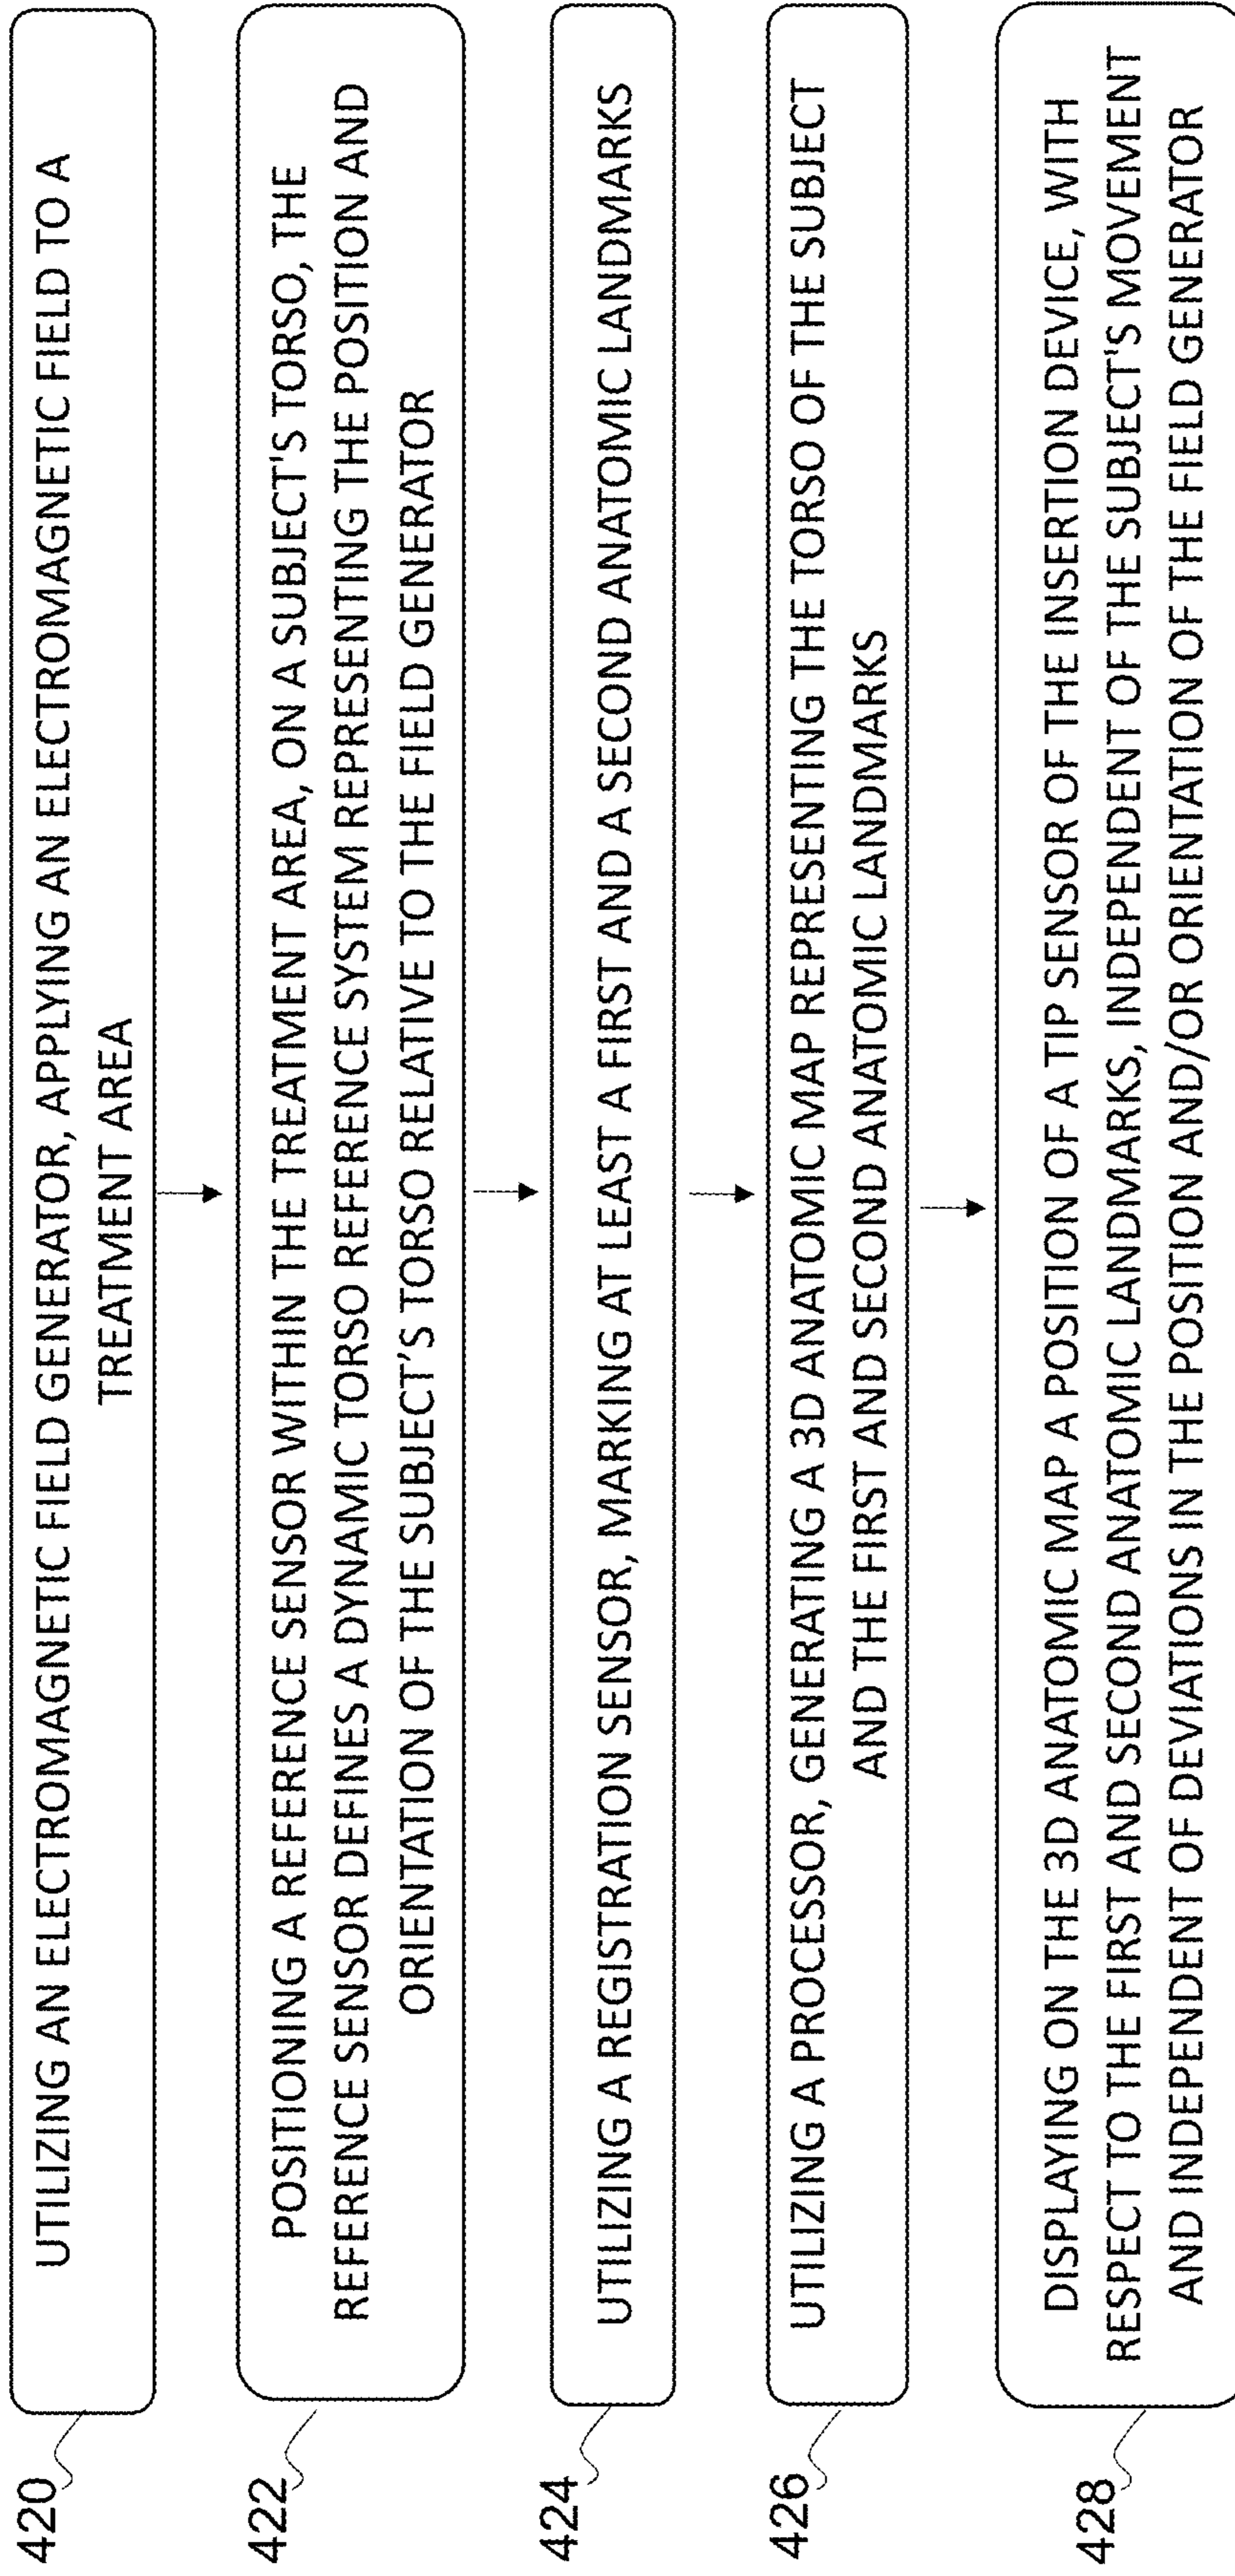 420
UTILIZING AN ELECTROMAGNETIC FIELD GENERATOR, APPLYING AN ELECTROMAGNETIC FIELD TO A
TREATMENT AREA
422
POSITIONING A REFERENCE SENSOR WITHIN THE TREATMENT AREA, ON A SUBJECT'S TORSO, THE
REFERENCE SENSOR DEFINES A DYNAMIC TORSO REFERENCE SYSTEM REPRESENTING THE POSITION AND
ORIENTATION OF THE SUBJECT’S TORSO RELATIVE TO THE FIELD GENERATOR
424
UTILIZING A REGISTRATION SENSOR, MARKING AT LEAST A FIRST AND A SECOND ANATOMIC LANDMARKS
426
UTILIZING A PROCESSOR, GENERATING A 3D ANATOMIC MAP REPRESENTING THE TORSO OF THE SUBJECT
AND THE FIRST AND SECOND ANATOMIC LANDMARKS
428
DISPLAYING ON THE 3D ANATOMIC MAP A POSITION OF A TIP SENSOR OF THE INSERTION DEVICE, WITH
RESPECT TO THE FIRST AND SECOND ANATOMIC LANDMARKS, INDEPENDENT OF THE SUBJECT'S MOVEMENT
AND INDEPENDENT OF DEVIATIONS IN THE POSITION AND/OR ORIENTATION OF THE FIELD GENERATOR